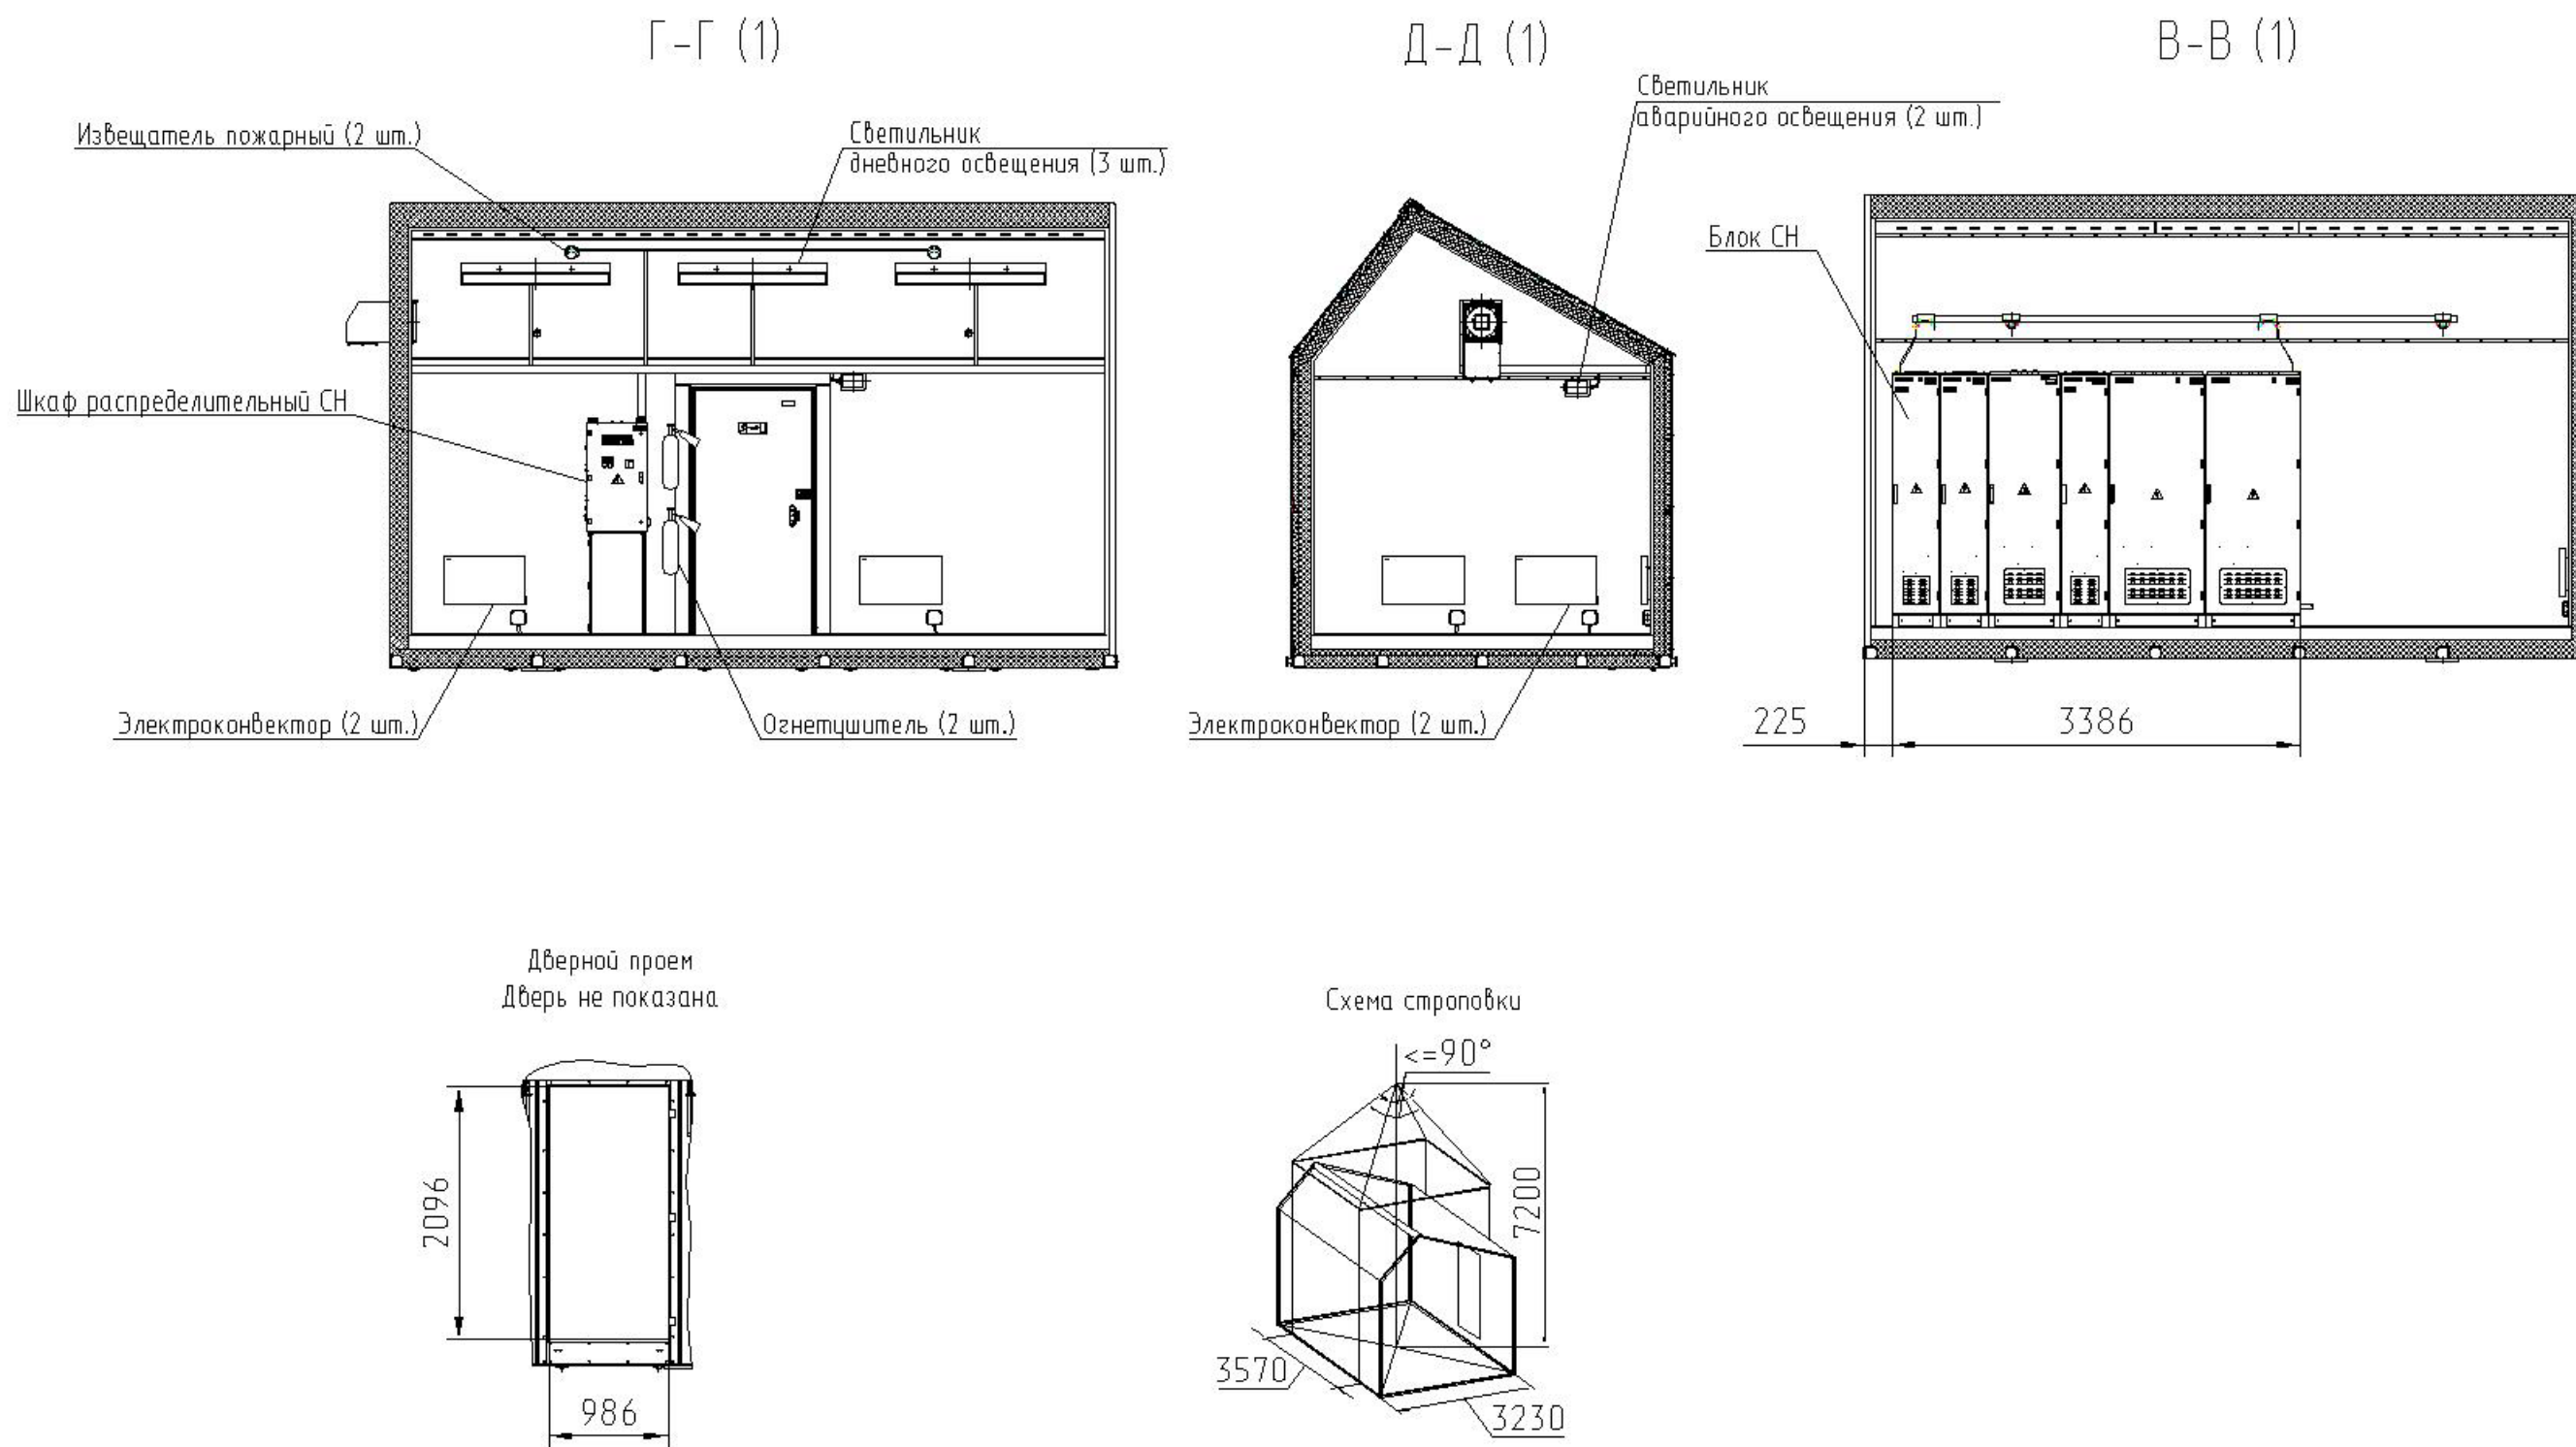 Г-Г (1)
Д-Д (1)
В-В (1)
Извещатель пожарный (2 шт.)
Светильник
дневного освещения (3 шт.)
Светильник
аварийного освещения (2 шт.)
Блок СН
Шкаф распределительный СН
Электроконвектор (2 шт.)
Огнетушитель (2 шт.)
Электроконвектор (2 шт.)
225
3386
Дверной проем
Дверь не показана
2096
986
Схема строповки
<=90°
7200
3570
3230